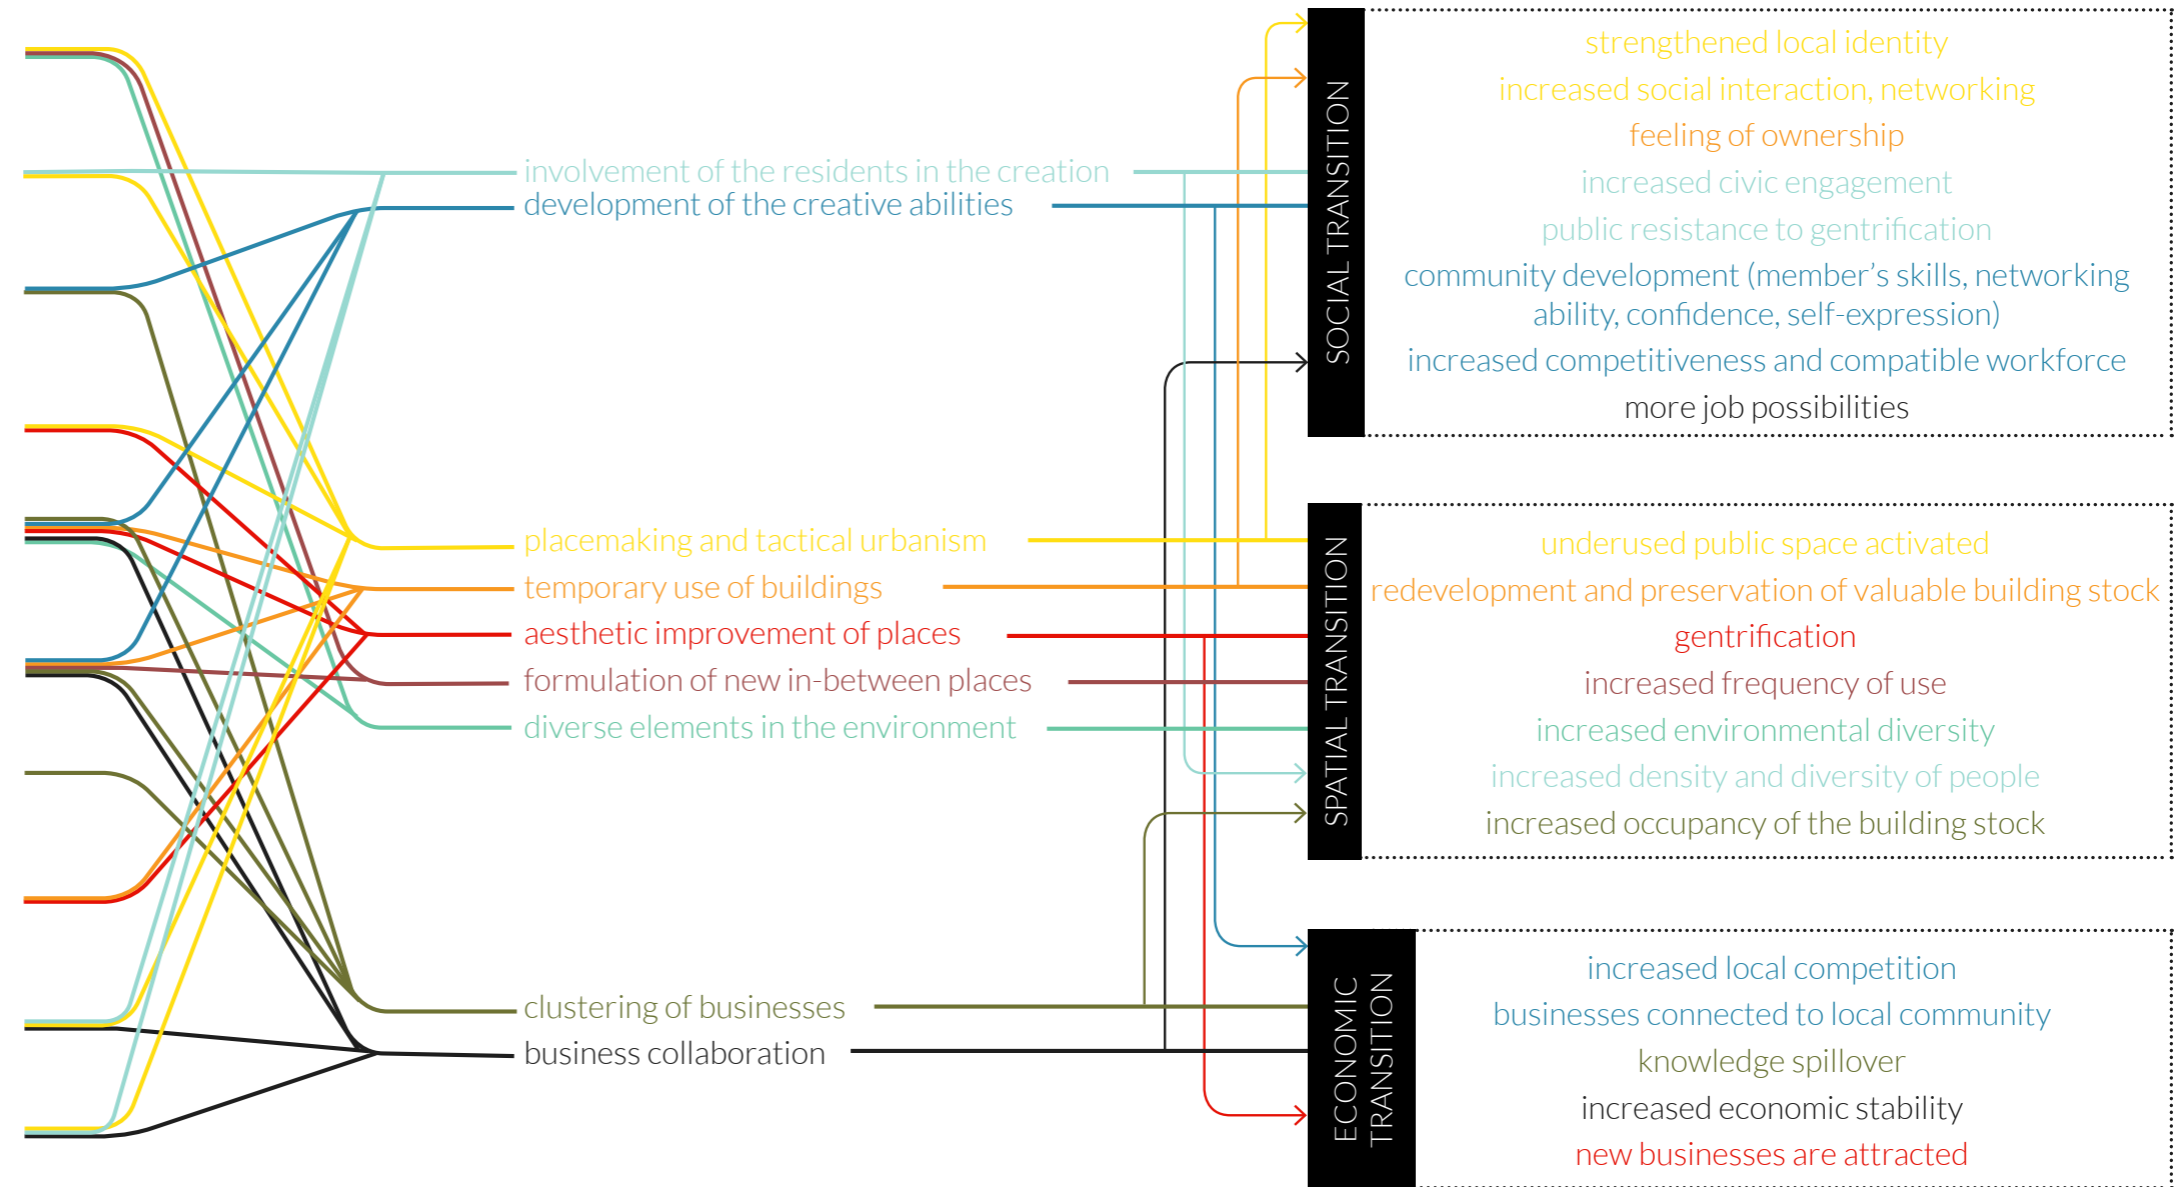 involvement of the residents in the creation
development of the creative abilities
placemaking and tactical urbanism
temporary use of buildings
aesthetic improvement of places
formulation of new in-between places
diverse elements in the environment
clustering of businesses
business collaboration
SOCIAL TRANSITION
strengthened local identity
increased social interaction, networking
feeling of ownership
increased civic engagement
public resistance to gentrification
community development (member’s skills, networking
ability, confidence, self-expression)
increased competitiveness and compatible workforce
more job possibilities
SPATIAL TRANSITION
underused public space activated
redevelopment and preservation of valuable building stock
gentrification
increased frequency of use
increased environmental diversity
increased density and diversity of people
increased occupancy of the building stock
ECONOMIC
TRANSITION
increased local competition
businesses connected to local community
knowledge spillover
increased economic stability
new businesses are attracted